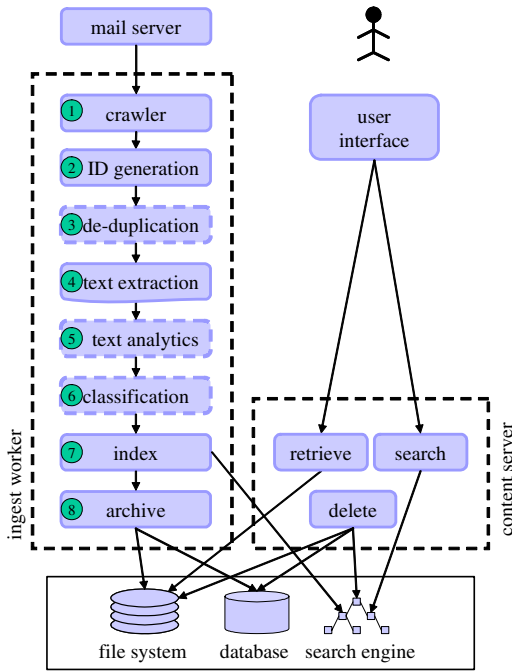 mail server
1 crawler
2 ID generation
3 de-duplication
4 text extraction
5 text analytics
6 classification
7 index
8 archive
ingest worker
user
interface
retrieve
search
delete
content server
file system
database
search engine